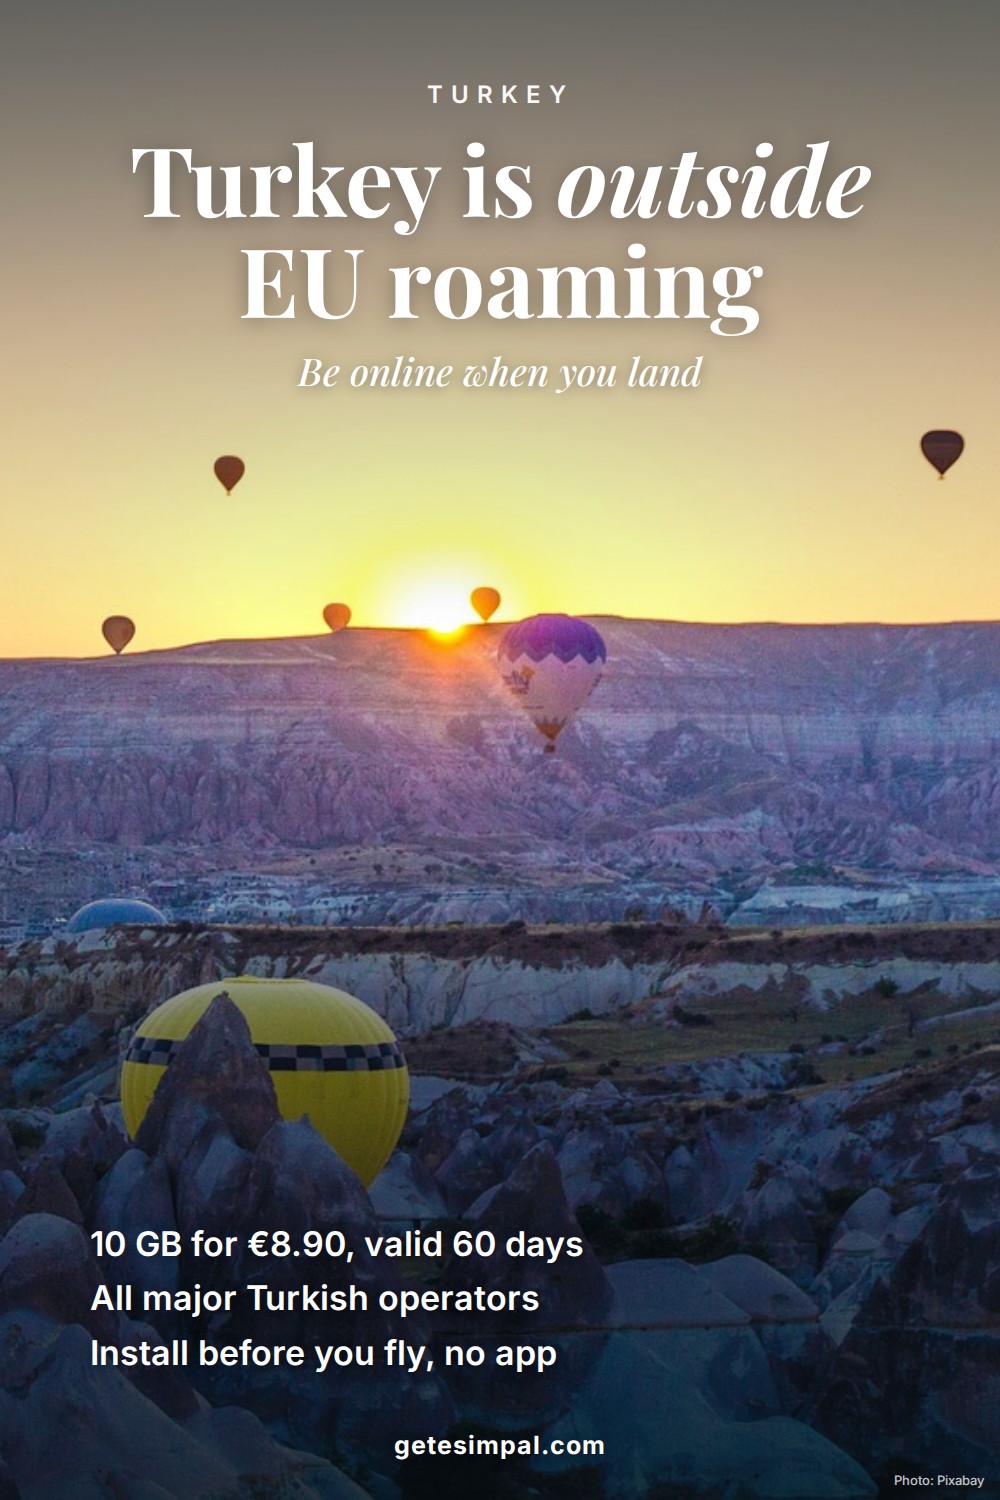 TURKEY
Turkey is outside
EU roaming
Be online when you land
10 GB for €8.90, valid 60 days
All major Turkish operators
Install before you fly, no app
getesimpal.com
Photo: Pixabay